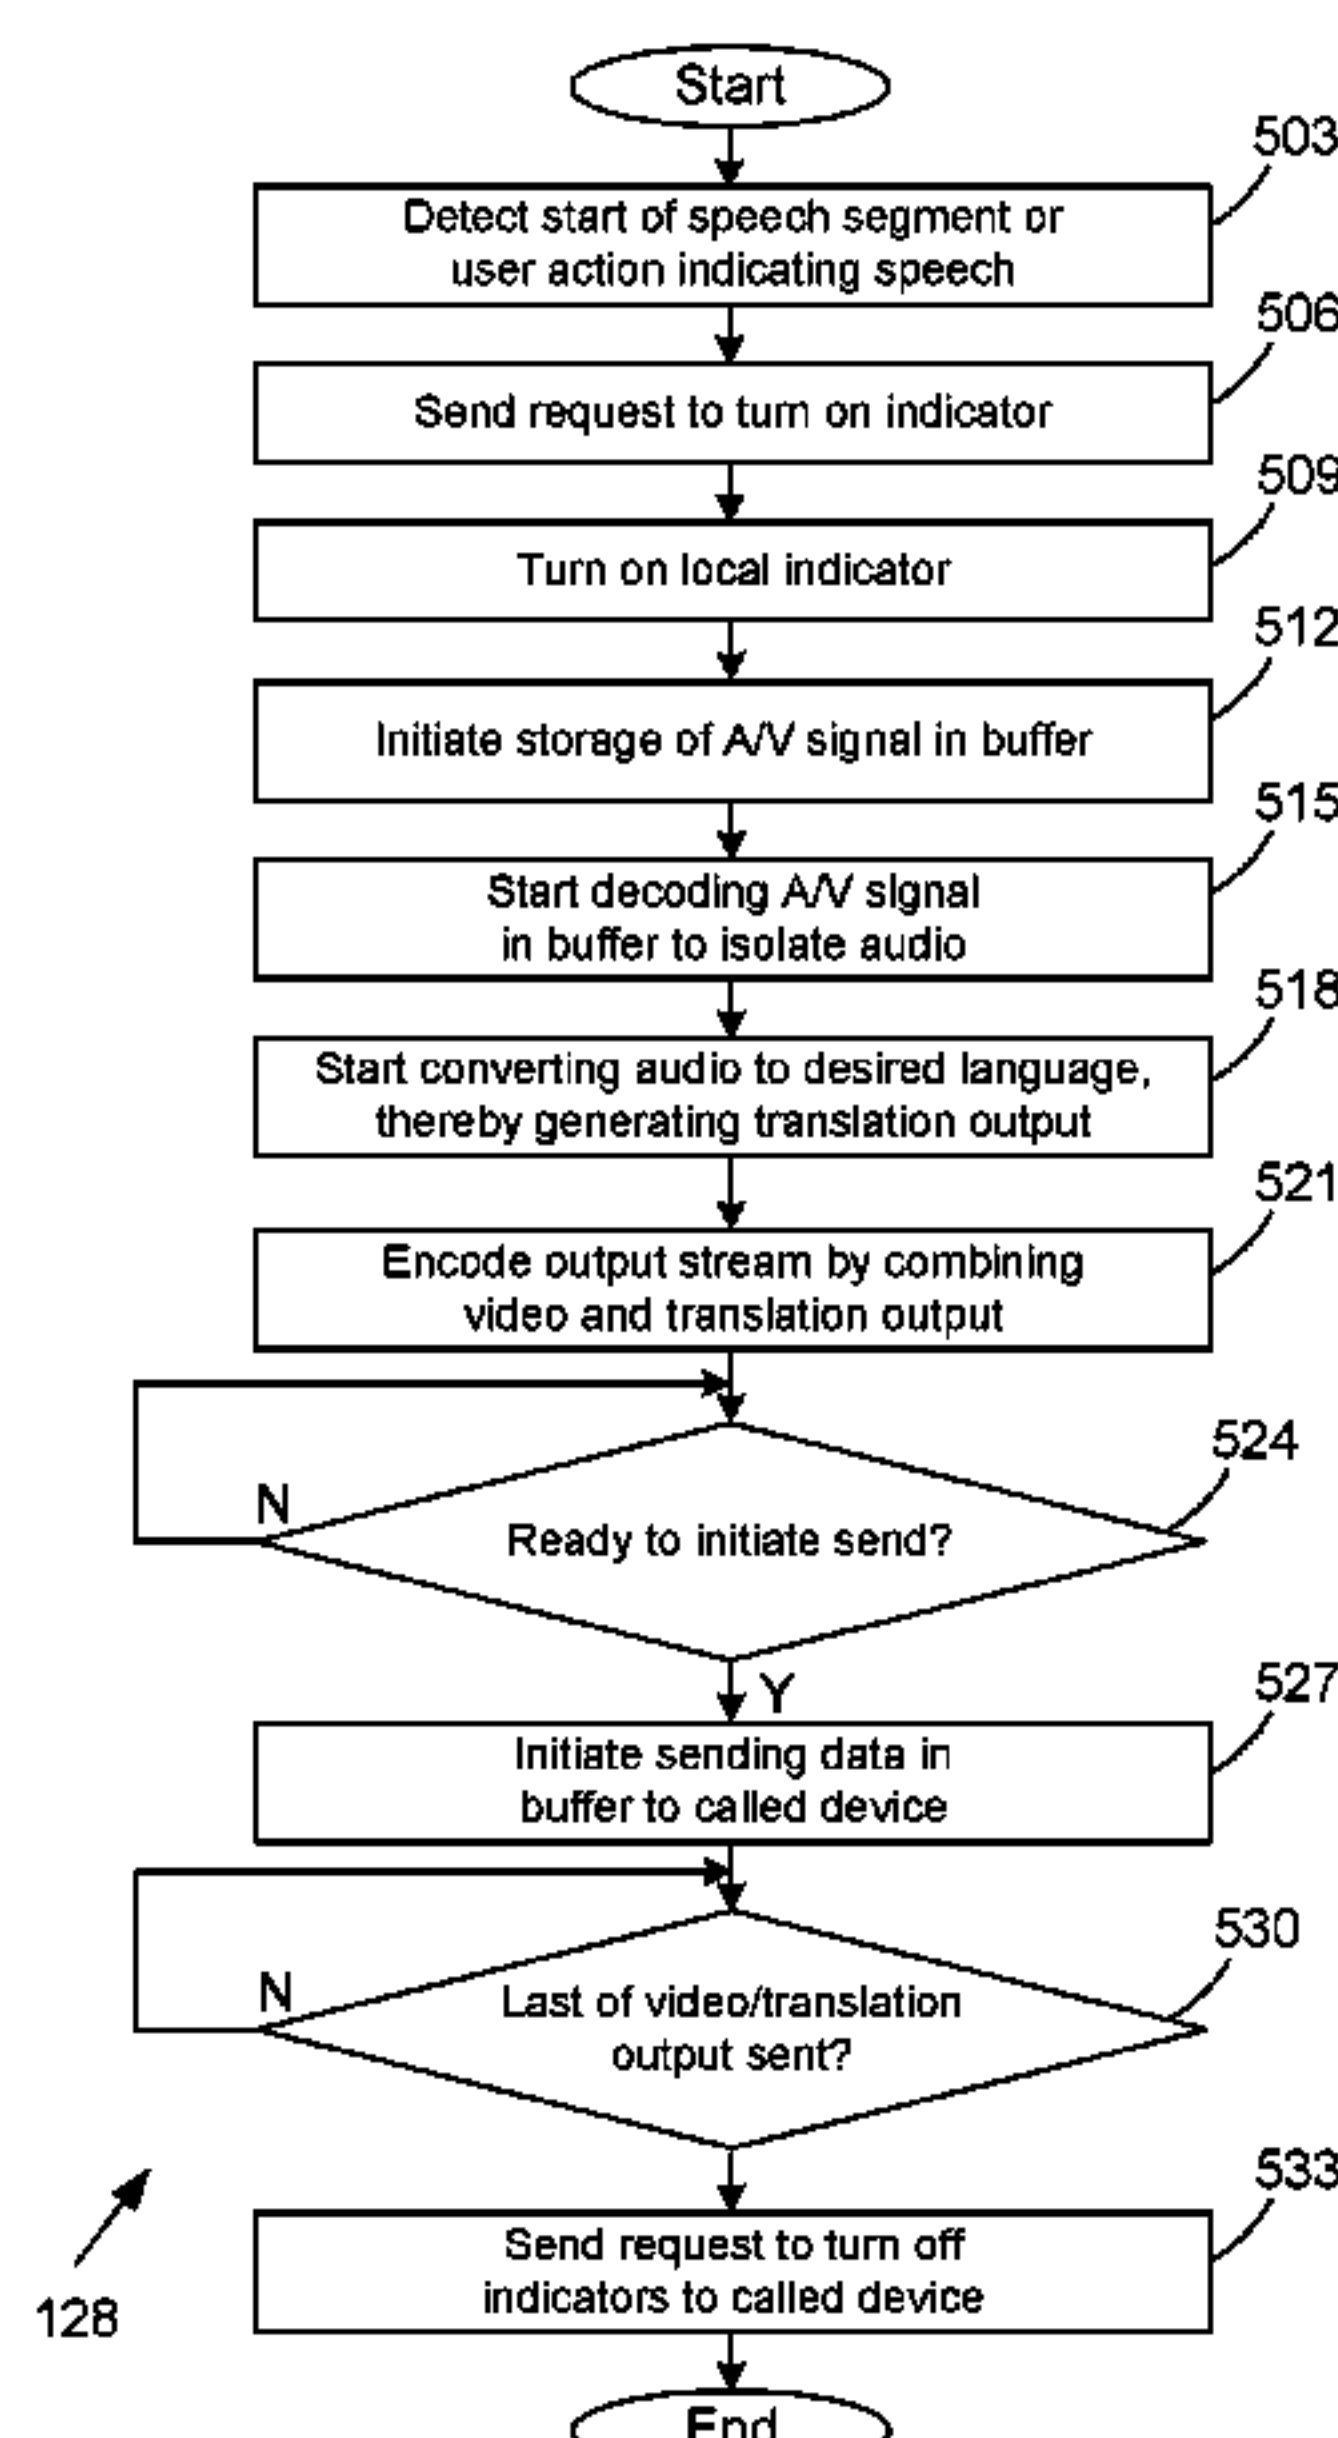 Start
503
Detect start of speech segment or
user action indicating speech
506
Send request to turn on indicator
509
Turn on local indicator
512
Initiate storage of A/V signal in buffer
515
Start decoding A/V signal
in buffer to isolate audio
518
Start converting audio to desired language,
thereby generating translation output
521
Encode output stream by combining
video and translation output
524
N
Ready to initiate send?
Y
527
Initiate sending data in
buffer to called device
530
N
Last of video/translation
output sent?
533
Send request to turn off
indicators to called device
128
End